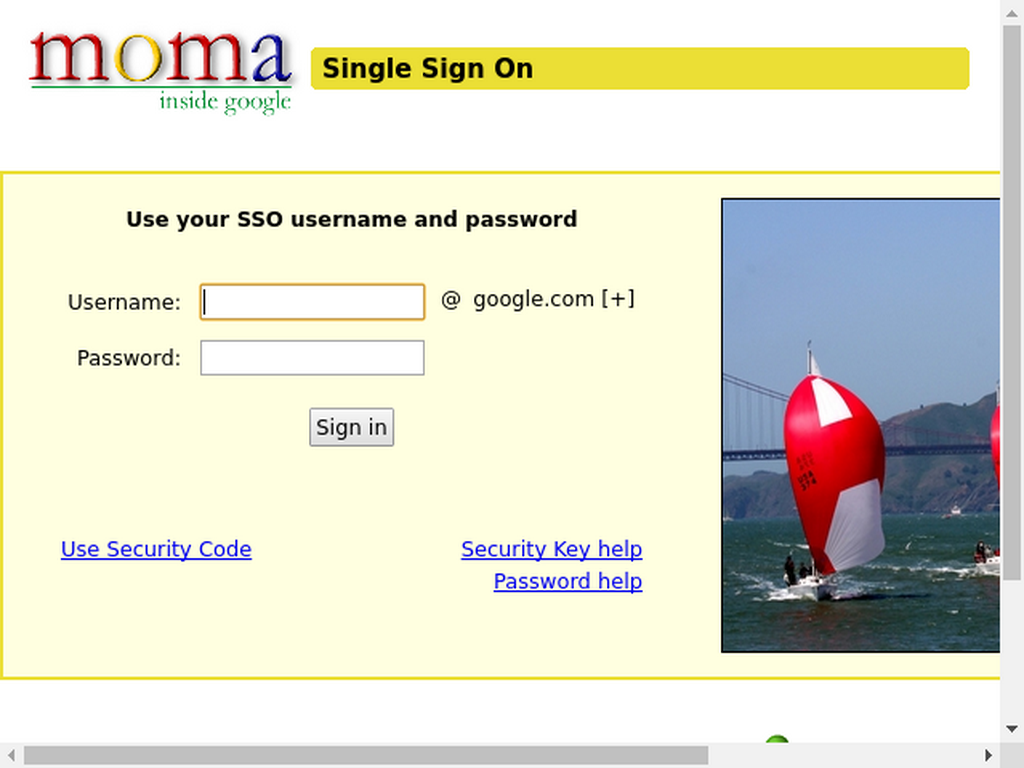 moma
inside google
Single Sign On
Use your SSO username and password
Username:
@ google.com [+]
Password:
Sign in
Use Security Code
Security Key help
Password help